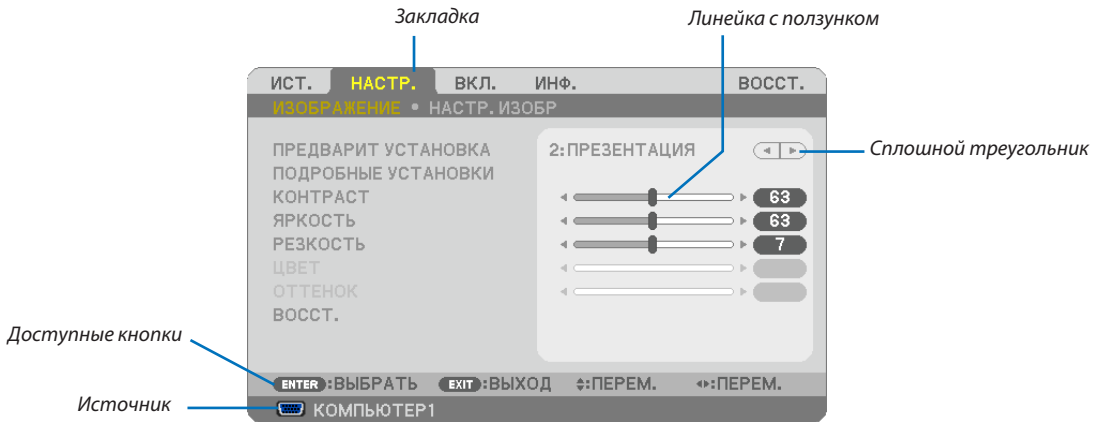 Закладка
Линейка с ползунком
ИСТ. НАСТР. ВКЛ. ИНФ. ВОССТ.
ИЗОБРАЖЕНИЕ • НАСТР. ИЗОБР
ПРЕДВАРИТ УСТАНОВКА 2:ПРЕЗЕНТАЦИЯ
Сплошной треугольник
ПОДРОБНЫЕ УСТАНОВКИ
КОНТРАСТ 63
ЯРКОСТЬ 63
РЕЗКОСТЬ 7
ЦВЕТ
ОТТЕНОК
ВОССТ.
Доступные кнопки
ENTER :ВЫБРАТЬ EXIT :ВЫХОД :ПЕРЕМ. :ПЕРЕМ.
Источник
КОМПЬЮТЕР1